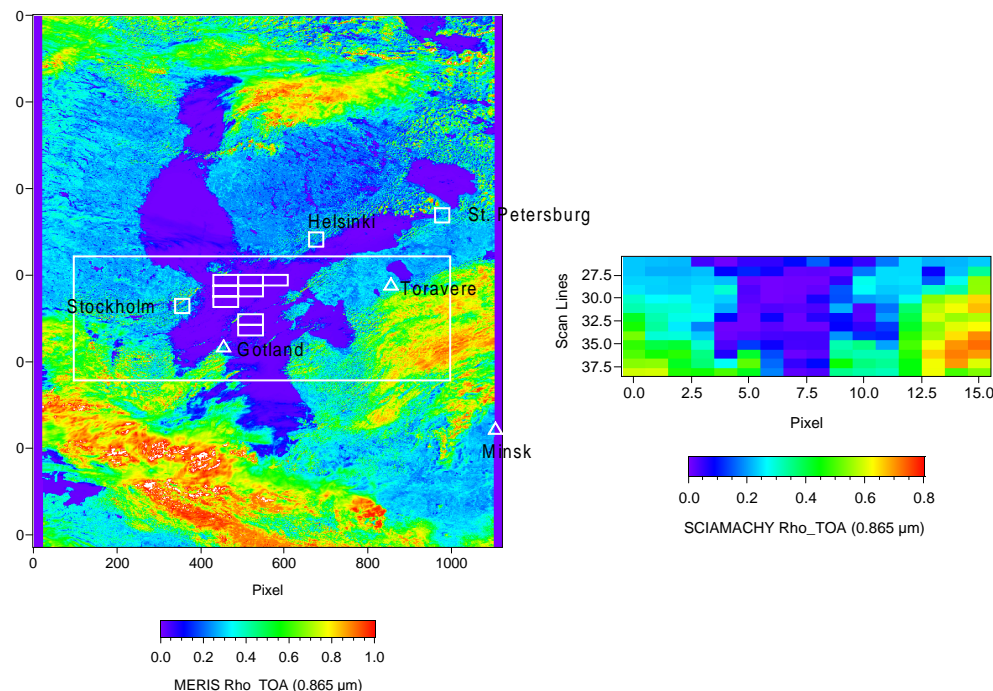 0
0
0
0
0
0
0
Helsinki
St. Petersburg
Stockholm
Toravere
Gotland
Minsk
0 200 400 600 800 1000
Pixel
0.0 0.2 0.4 0.6 0.8 1.0
MERIS Rho_TOA (0.865 µm)
Scan Lines
27.5
30.0
32.5
35.0
37.5
0.0 2.5 5.0 7.5 10.0 12.5 15.0
Pixel
0.0 0.2 0.4 0.6 0.8
SCIAMACHY Rho_TOA (0.865 µm)